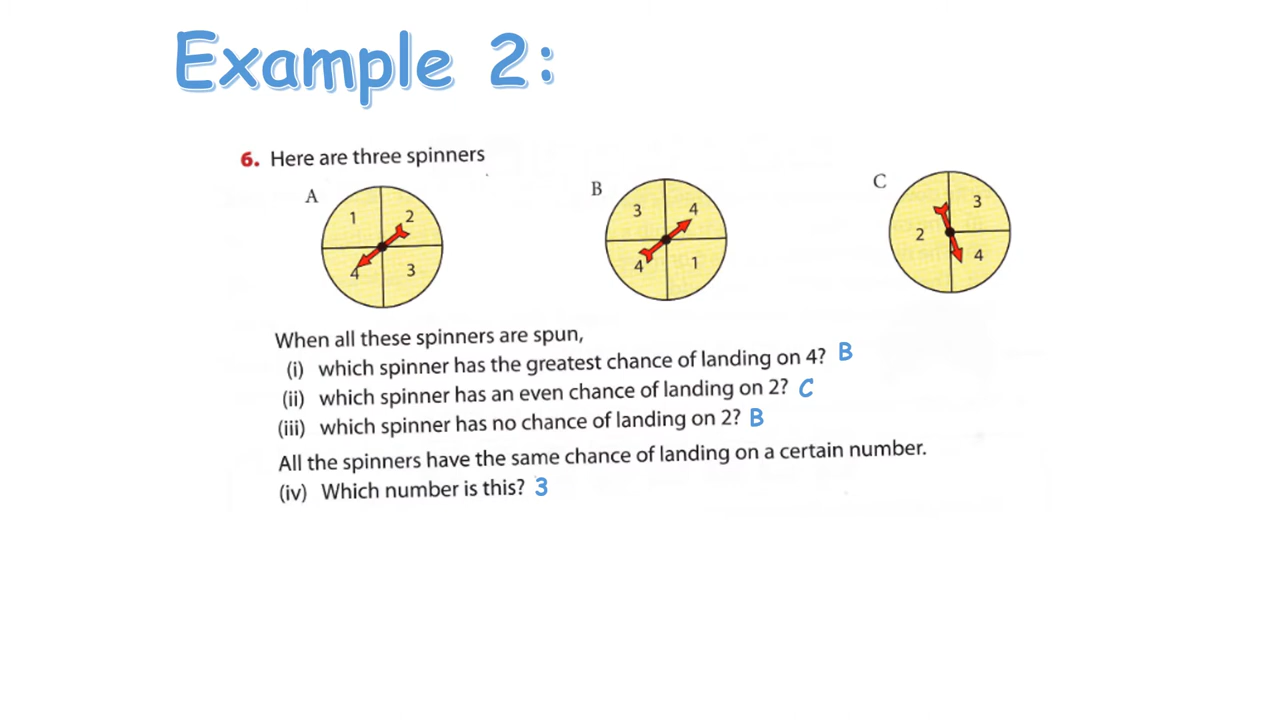 Example 2:
6. Here are three spinners
A
1
2
4
3
B
3
4
4
1
C
3
2
4
When all these spinners are spun,
(i) which spinner has the greatest chance of landing on 4? B
(ii) which spinner has an even chance of landing on 2? C
(iii) which spinner has no chance of landing on 2? B
All the spinners have the same chance of landing on a certain number.
(iv) Which number is this? 3